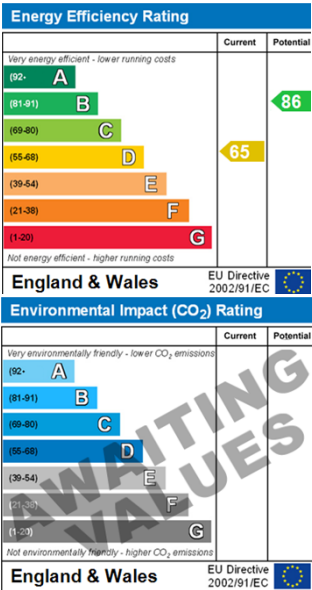 Energy Efficiency Rating
Current Potential
Very energy efficient - lower running costs
(92- A
(81-91) B 86
(69-80) C
(55-68) D 65
(39-54) E
(21-38) F
(1-20) G
Not energy efficient - higher running costs
England & Wales
EU Directive
2002/91/EC
Environmental Impact (CO2) Rating
Current Potential
Very environmentally friendly - lower CO2 emissions
(92- A
(81-91) B
(69-80) C
(55-68) D
(39-54) E
(21-38) F
(1-20) G
AWAITING
VALUES
Not environmentally friendly - higher CO2 emissions
England & Wales
EU Directive
2002/91/EC